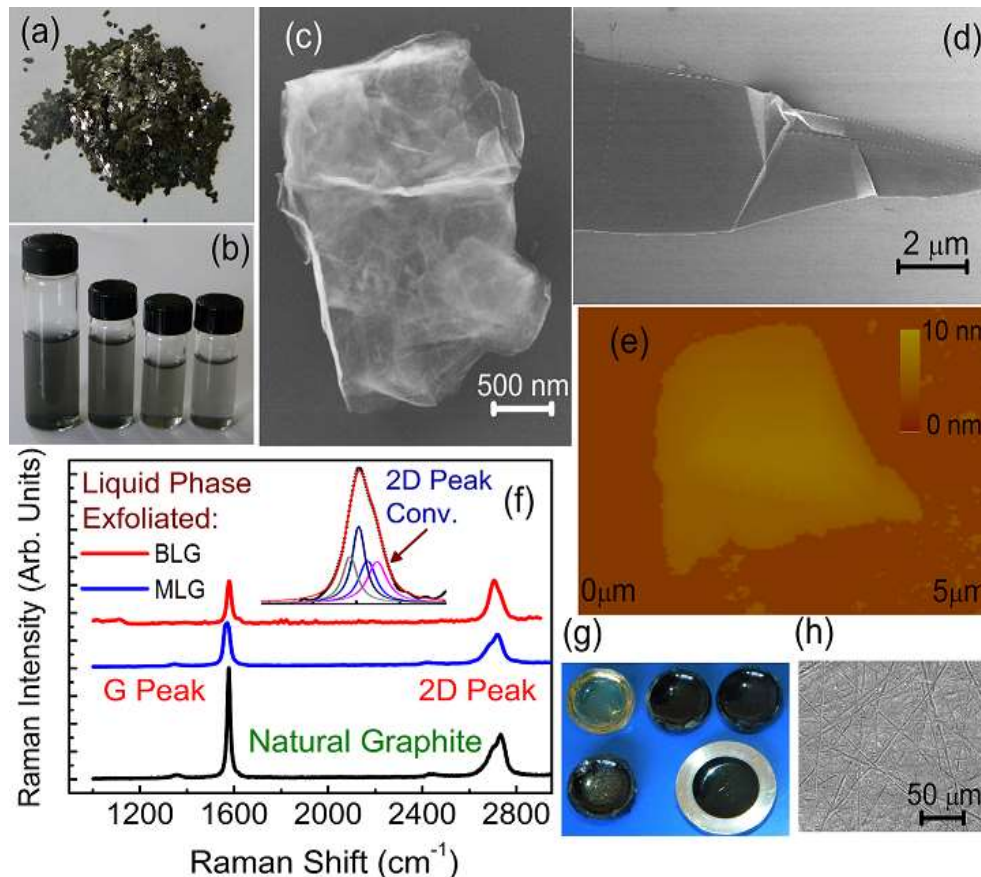 (a)
(b)
(c)
500 nm
(d)
2 μm
(e)
10 nm
0 nm
0μm
5μm
(f)
Liquid Phase
Exfoliated:
BLG
MLG
2D Peak
Conv.
G Peak
2D Peak
Natural Graphite
Raman Intensity (Arb. Units)
1200 1600 2000 2400 2800
Raman Shift (cm⁻¹)
(g)
(h)
50 μm